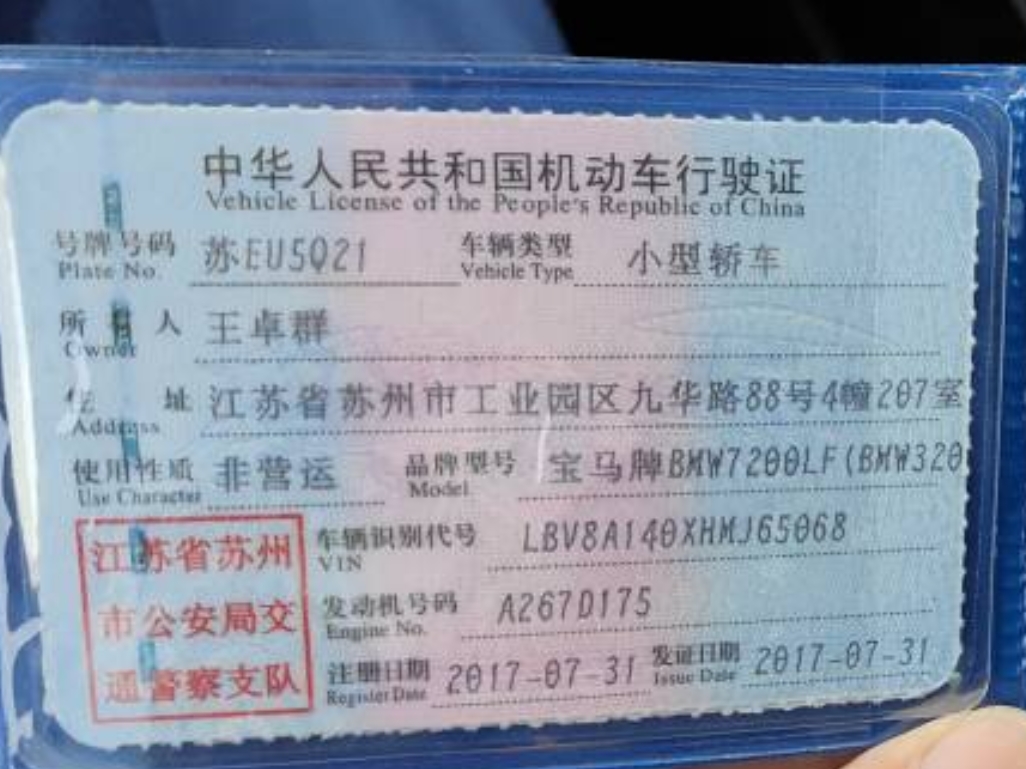 中华人民共和国机动车行驶证
Vehicle License of the People's Republic of China
号牌号码 苏EU5Q21 车辆类型 小型轿车
Plate No. Vehicle Type
所有人 王卓群
Owner
住址 江苏省苏州市工业园区九华路88号4幢207室
Address
使用性质 非营运 品牌型号 宝马牌BMW7200LF(BMW320
Use Character Model
江苏省苏州 车辆识别代号 LBV8A140XHMJ65068
VIN
市公安局交 发动机号码 A267D175
Engine No.
通警察支队 注册日期 2017-07-31 发证日期 2017-07-31
Register Date Issue Date